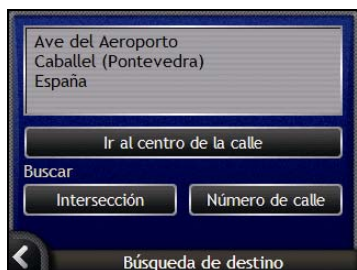 Ave del Aeroporto
Caballel (Pontevedra)
España
Ir al centro de la calle
Buscar
Intersección
Número de calle
Búsqueda de destino